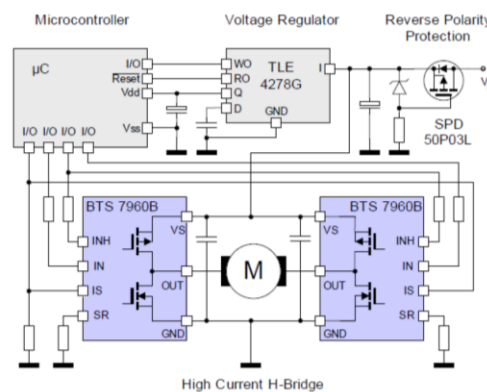 Microcontroller
Voltage Regulator
Reverse Polarity
Protection
µC
I/O
Reset
Vdd
Vss
I/O I/O I/O I/O
WO
RO
Q
D
TLE
4278G
I
GND
V
SPD
50P03L
BTS 7960B
VS
INH
IN
IS
SR
OUT
GND
M
BTS 7960B
VS
INH
IN
IS
SR
OUT
GND
High Current H-Bridge